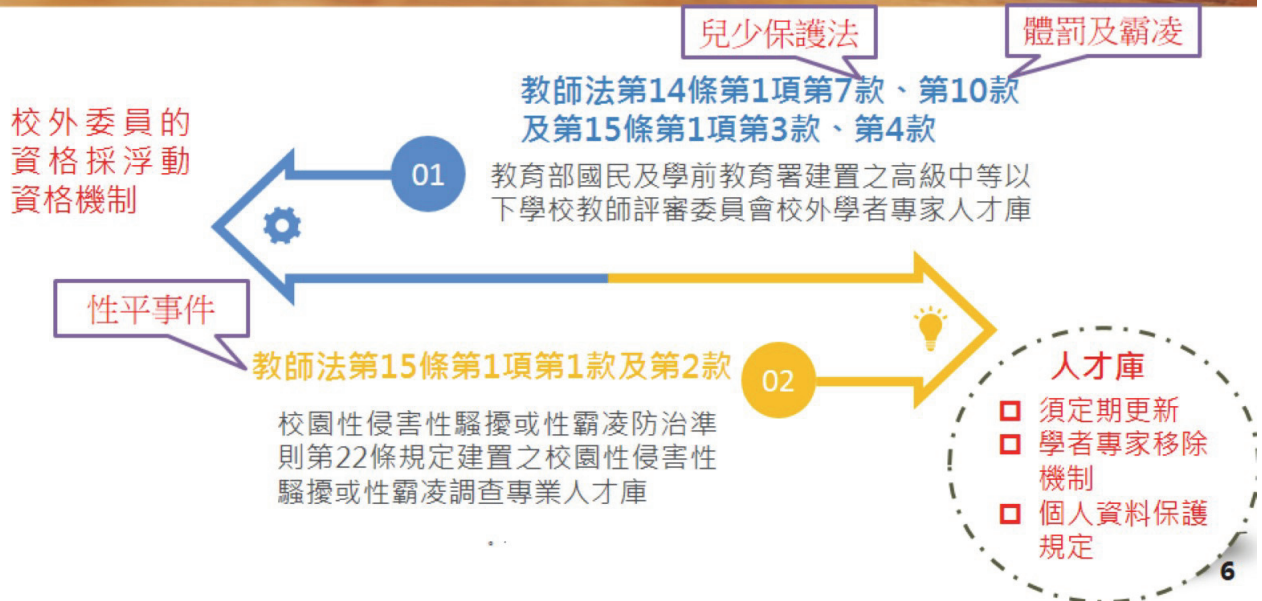 兒少保護法
體罰及霸凌
校外委員的
資格採浮動
資格機制
01
教師法第14條第1項第7款、第10款
及第15條第1項第3款、第4款
教育部國民及學前教育署建置之高級中等以
下學校教師評審委員會校外學者專家人才庫
性平事件
教師法第15條第1項第1款及第2款
02
校園性侵害性騷擾或性霸凌防治準
則第22條規定建置之校園性侵害性
騷擾或性霸凌調查專業人才庫
。
人才庫
須定期更新
學者專家移除
機制
個人資料保護
規定
6